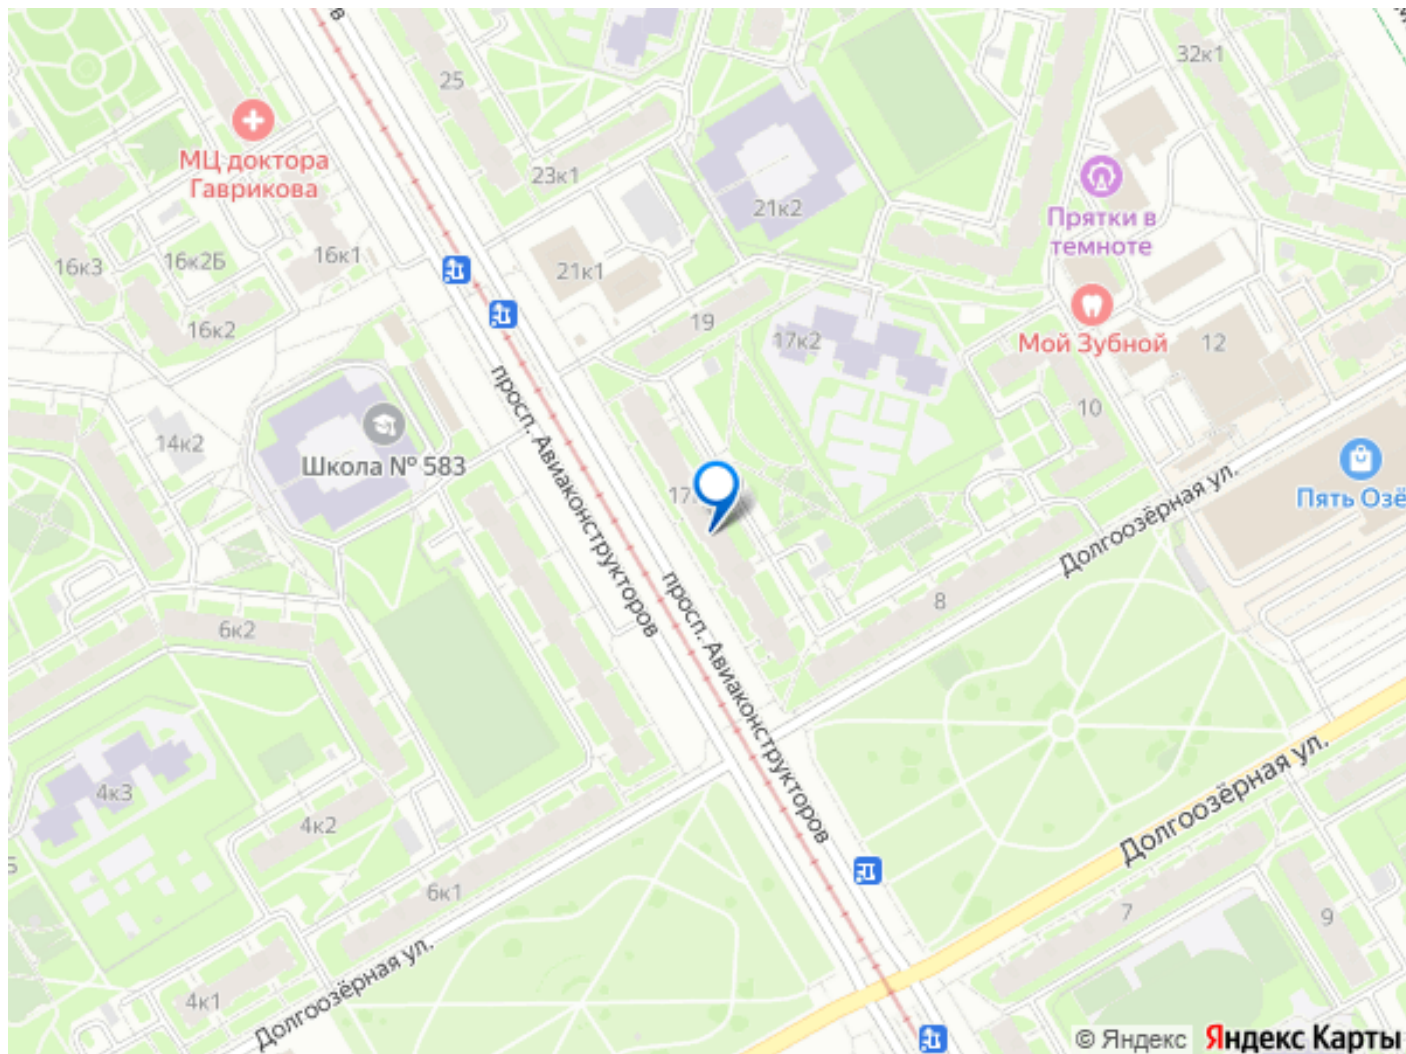 25
32к1
МЦ доктора
Гаврикова
23к1
21к2
Прятки в
темноте
16к3
16к2Б
16к1
21к1
16к2
19
17к2
Мой Зубной
12
просп. Авиаконструкторов
10
14к2
Школа № 583
17
Долгоозёрная ул.
Пять Озё
просп. Авиаконструкторов
8
6к2
4к3
4к2
Долгоозёрная ул.
6к1
7
9
4к1
Долгоозёрная ул.
© Яндекс Яндекс Карты